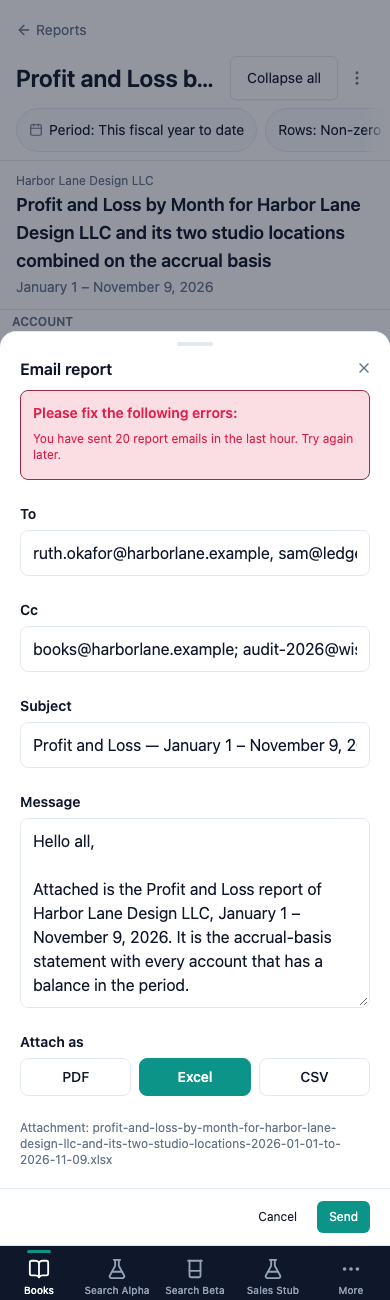 Reports
Profit and Loss b...
Collapse all
Period: This fiscal year to date
Rows: Non-zero
Harbor Lane Design LLC
Profit and Loss by Month for Harbor Lane
Design LLC and its two studio locations
combined on the accrual basis
January 1 – November 9, 2026
ACCOUNT
Email report
Please fix the following errors:
You have sent 20 report emails in the last hour. Try again
later.
To
ruth.okafor@harborlane.example, sam@ledge
Cc
books@harborlane.example; audit-2026@wis
Subject
Profit and Loss — January 1 – November 9, 2
Message
Hello all,
Attached is the Profit and Loss report of
Harbor Lane Design LLC, January 1 –
November 9, 2026. It is the accrual-basis
statement with every account that has a
balance in the period.
Attach as
PDF
Excel
CSV
Attachment: profit-and-loss-by-month-for-harbor-lane-
design-llc-and-its-two-studio-locations-2026-01-01-to-
2026-11-09.xlsx
Cancel
Send
Books
Search Alpha
Search Beta
Sales Stub
More